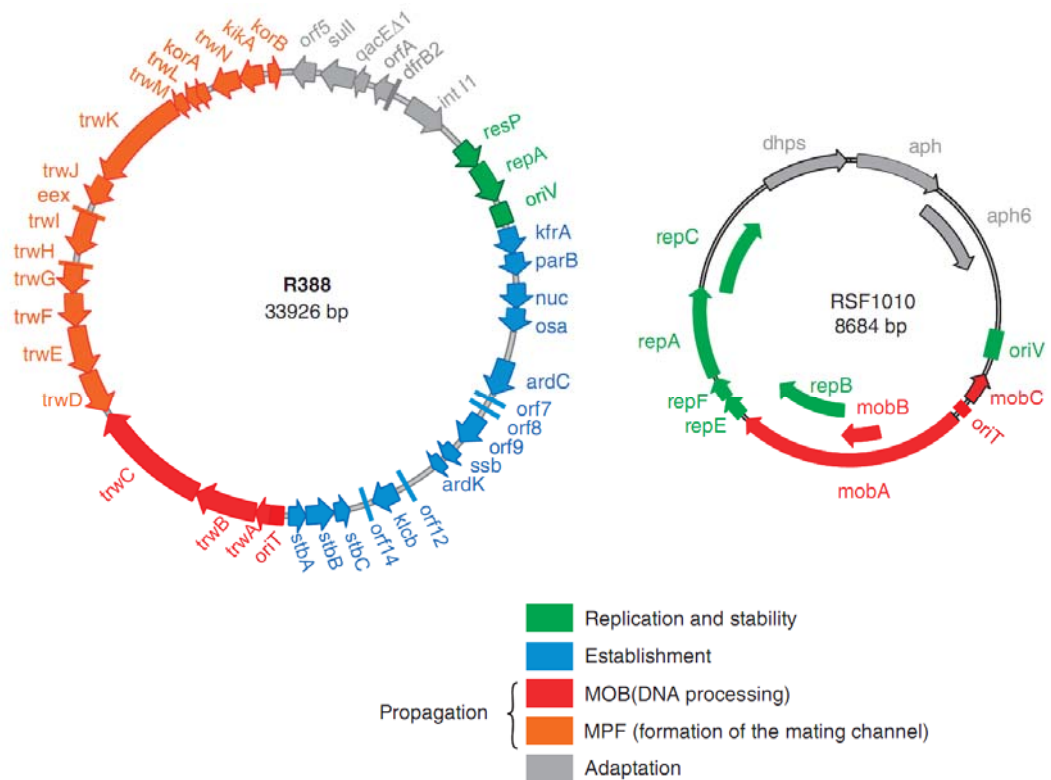 orf5
sulI
qacEΔ1
orfA
dfrB2
int I1
resP
repA
oriV
kfrA
parB
nuc
osa
ardC
orf7
orf8
orf9
ssb
ardK
orf12
klcb
orf14
stbC
stbB
stbA
oriT
trwA
trwB
trwC
trwD
trwE
trwF
trwG
trwH
trwI
eex
trwJ
trwK
trwM
trwL
korA
trwN
kikA
korB
R388
33926 bp
dhps
aph
aph6
oriV
mobC
oriT
mobA
mobB
repB
repE
repF
repA
repC
RSF1010
8684 bp
Replication and stability
Establishment
Propagation
MOB(DNA processing)
MPF (formation of the mating channel)
Adaptation